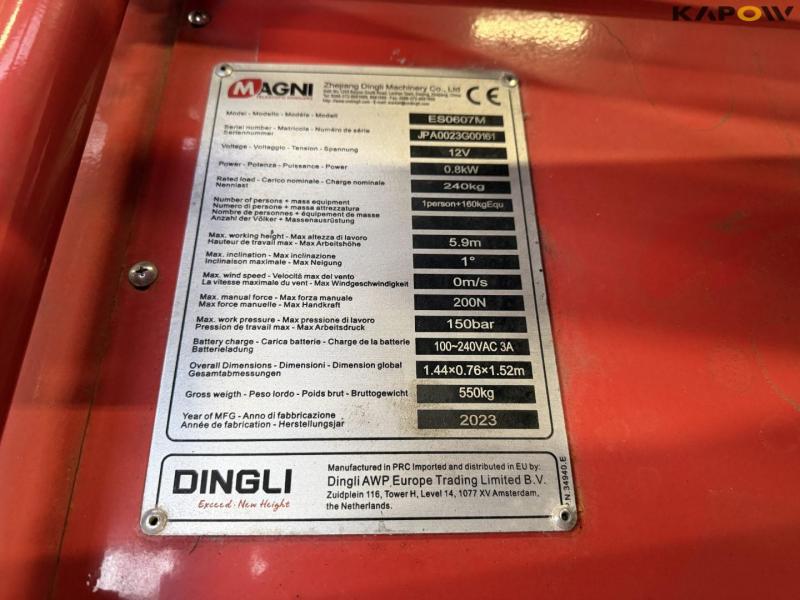 KAPOW
MAGNI
Zhejiang Dingli Machinery Co., Ltd
CE
Model - Modello - Modèle - Modell
ES0607M
Serial number - Matricola - Numéro de série
Seriennummer
JPA0023G00161
Voltage - Voltaggio - Tension - Spannung
12V
Power - Potenza - Puissance - Power
0.8kW
Rated load - Carico nominale - Charge nominale
Nennlast
240kg
Number of persons + mass equipment
Numero di persone + massa attrezzatura
Nombre de personnes + équipement de masse
Anzahl der Völker + Massenausrüstung
1person+160kgEqu
Max. working height - Max altezza di lavoro
Hauteur de travail max - Max Arbeitshöhe
5.9m
Max. inclination - Max inclinazione
Inclinaison maximale - Max Neigung
1°
Max. wind speed - Velocità max del vento
La vitesse maximale du vent - Max Windgeschwindigkeit
0m/s
Max. manual force - Max forza manuale
Max force manuelle - Max Handkraft
200N
Max. work pressure - Max pressione di lavoro
Pression de travail max - Max Arbeitsdruck
150bar
Battery charge - Carica batterie - Charge de la batterie
Batterieladung
100~240VAC 3A
Overall Dimensions - Dimensioni - Dimension global
Gesamtabmessungen
1.44×0.76×1.52m
Gross weigth - Peso lordo - Poids brut - Bruttogewicht
550kg
Year of MFG - Anno di fabbricazione
Année de fabrication - Herstellungsjar
2023
DINGLI
Exceed · New Height
Manufactured in PRC Imported and distributed in EU by:
Dingli AWP Europe Trading Limited B.V.
Zuidplein 116, Tower H, Level 14, 1077 XV Amsterdam,
the Netherlands.
N.34940.E